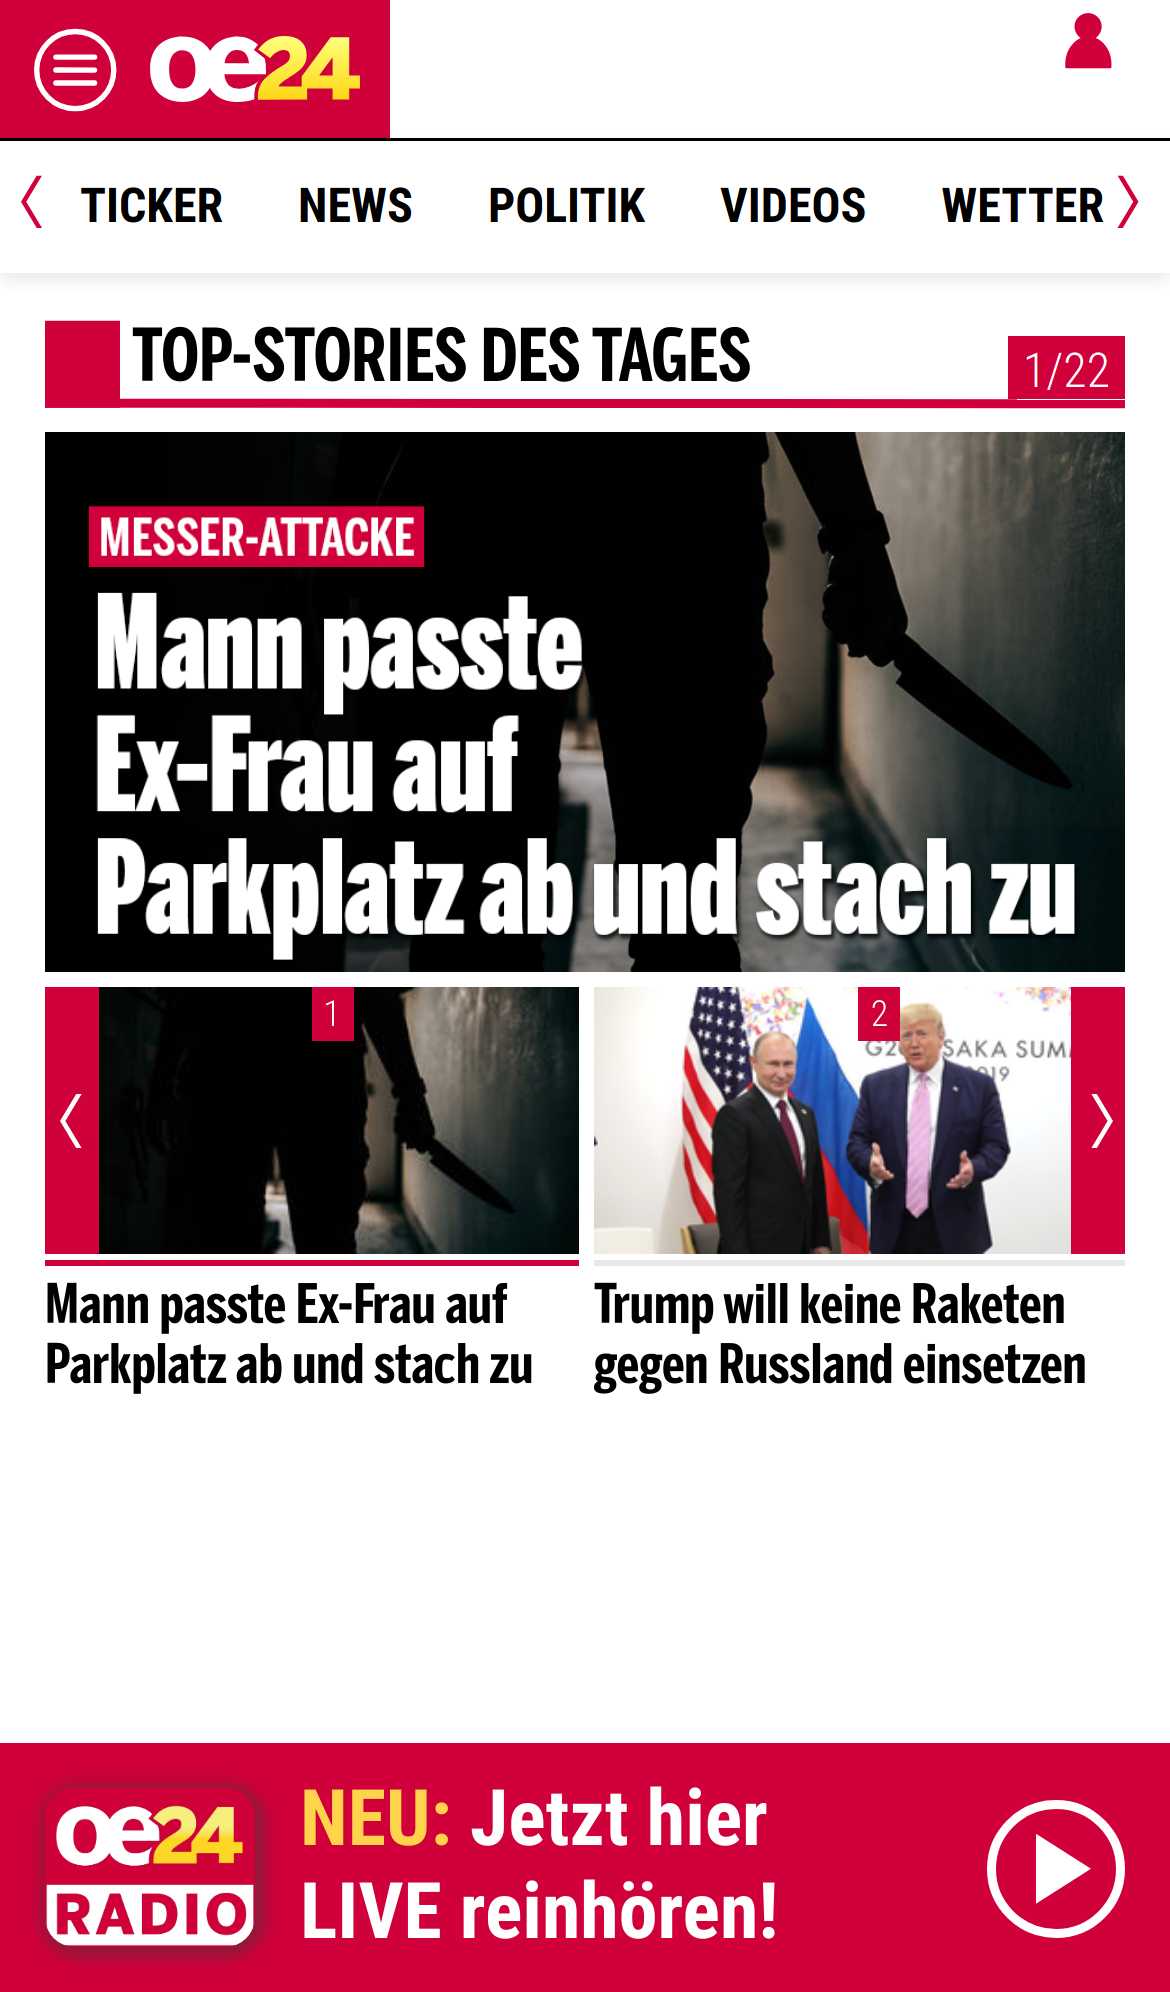 oe24
TICKER NEWS POLITIK VIDEOS WETTER
TOP-STORIES DES TAGES
1/22
MESSER-ATTACKE
Mann passte
Ex-Frau auf
Parkplatz ab und stach zu
1
2
SAKA SUM
Mann passte Ex-Frau auf
Parkplatz ab und stach zu
Trump will keine Raketen
gegen Russland einsetzen
oe24
RADIO
NEU: Jetzt hier
LIVE reinhören!